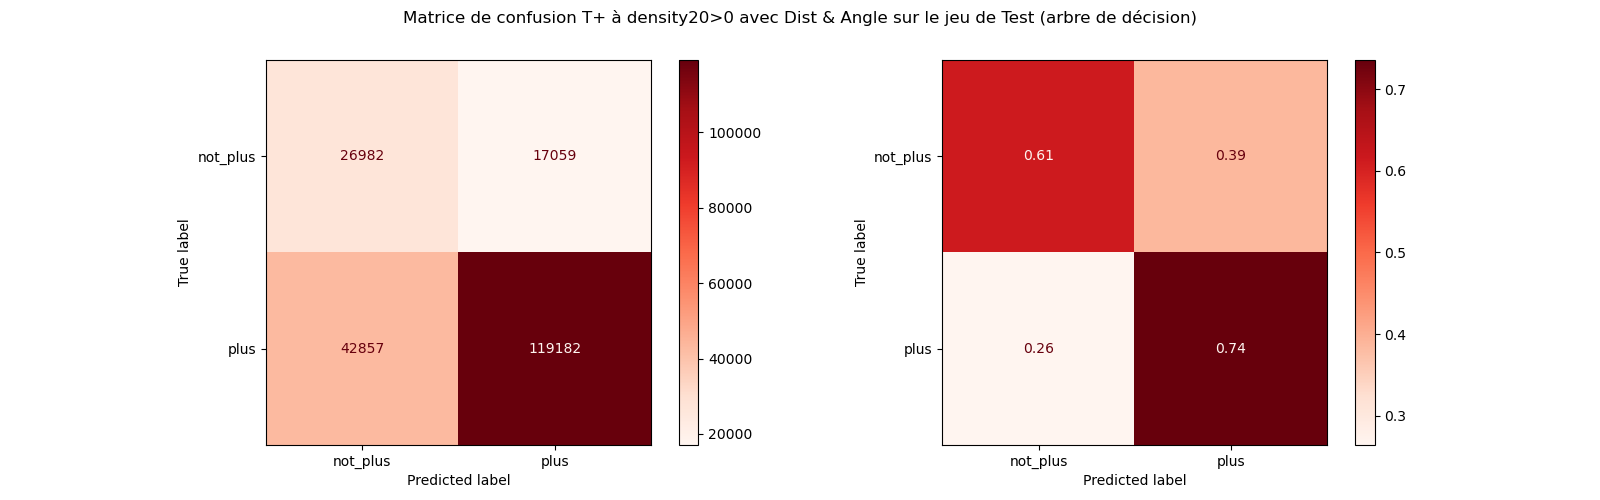 Matrice de confusion T+ à density20>0 avec Dist & Angle sur le jeu de Test (arbre de décision)
True label
not_plus
plus
26982 17059
42857 119182
not_plus plus
Predicted label
100000
80000
60000
40000
20000
True label
not_plus
plus
0.61 0.39
0.26 0.74
not_plus plus
Predicted label
0.7
0.6
0.5
0.4
0.3